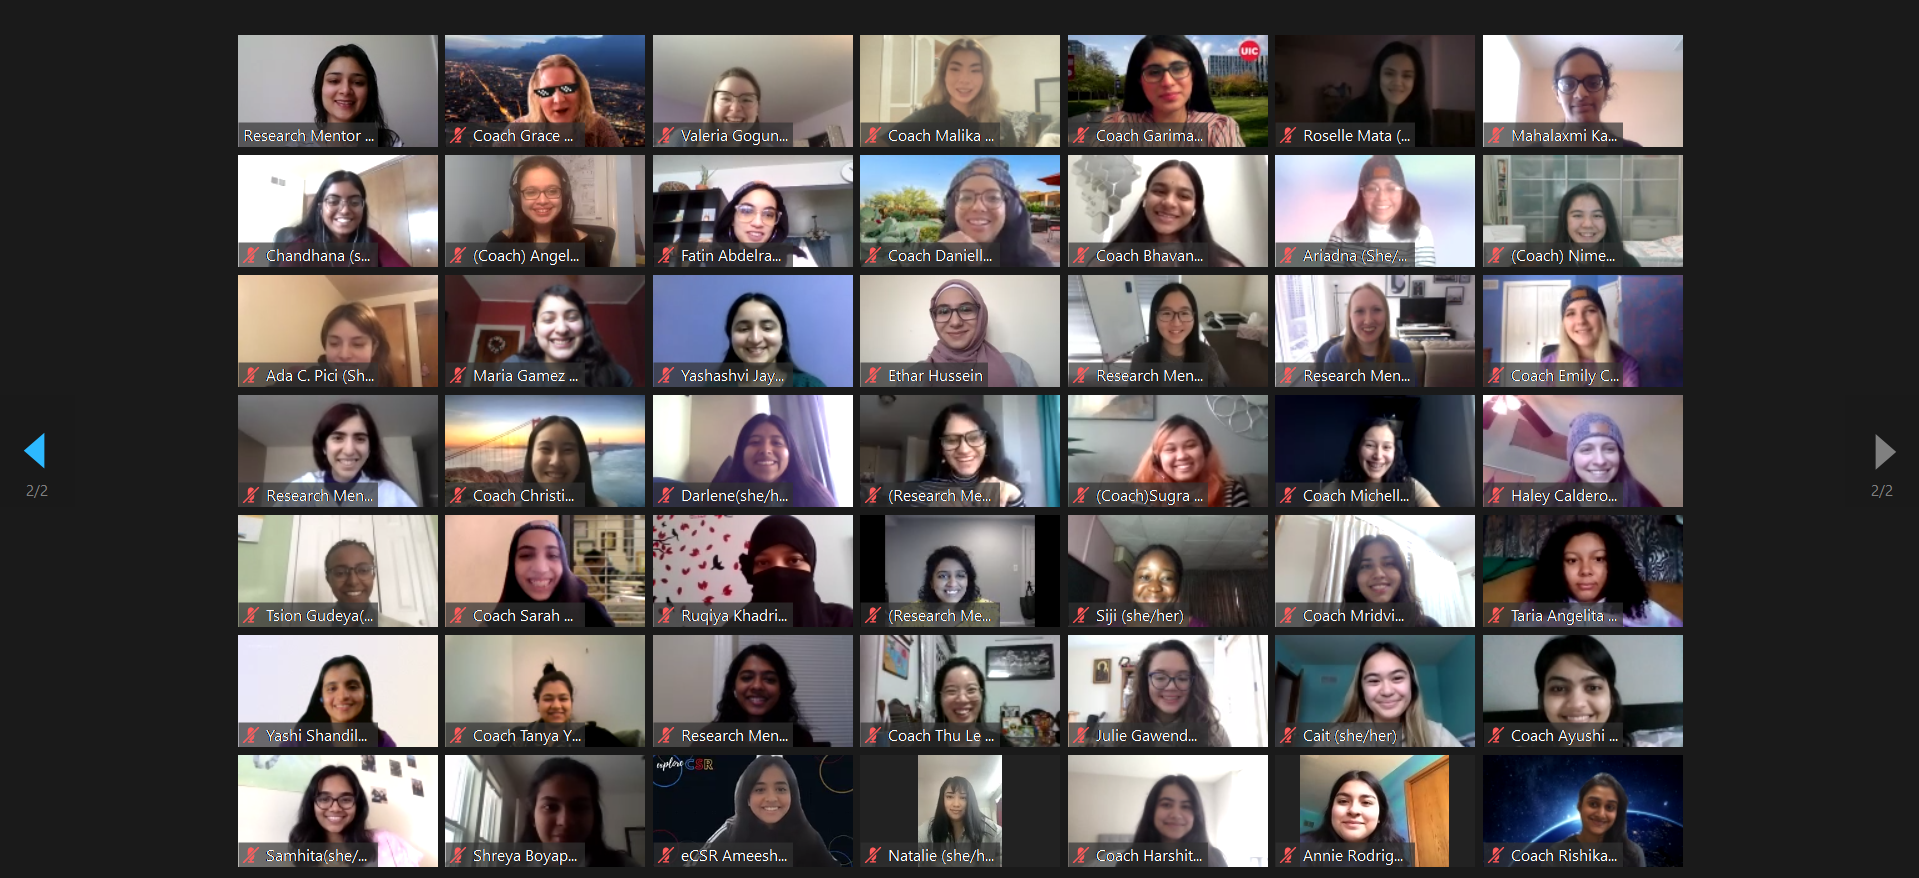 UIC
Research Mentor ...
Coach Grace ...
Valeria Gogun...
Coach Malika ...
Coach Garima...
Roselle Mata (...
Mahalaxmi Ka...
Chandhana (s...
(Coach) Angel...
Fatin Abdelra...
Coach Daniell...
Coach Bhavan...
Ariadna (She/...
(Coach) Nime...
Ada C. Pici (Sh...
Maria Gamez ...
Yashashvi Jay...
Ethar Hussein
Research Men...
Research Men...
Coach Emily C...
2/2
2/2
Research Men...
Coach Christi...
Darlene(she/h...
(Research Me...
(Coach)Sugra ...
Coach Michell...
Haley Caldero...
Tsion Gudeya(...
Coach Sarah ...
Ruqiya Khadri...
(Research Me...
Siji (she/her)
Coach Mridvi...
Taria Angelita ...
Yashi Shandil...
Coach Tanya Y...
Research Men...
Coach Thu Le ...
Julie Gawend...
Cait (she/her)
Coach Ayushi ...
explore CSR
Samhita(she/...
Shreya Boyap...
eCSR Ameesh...
Natalie (she/h...
Coach Harshit...
Annie Rodrig...
Coach Rishika...